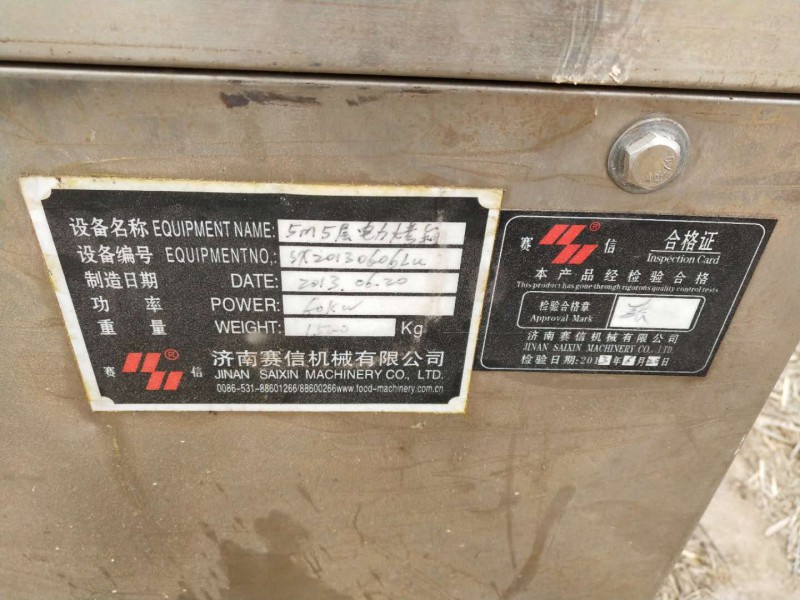 设备名称 EQUIPMENT NAME: 5m5层电力烤箱
设备编号 EQUIPMENTNO,:
制造日期 DATE: 2013.06.20
功 率 POWER: 60KW
重 量 WEIGHT: Kg
赛 ® 信
济南赛信机械有限公司
JINAN SAIXIN MACHINERY CO., LTD.
0086-531-88601266/88600266www.food-machinery.com.cn
赛 ® 信
合格证
Inspection Card
本产品经检验合格
This product has gone through rigorous quality control tests
检验合格章
Approval Mark
济南赛信机械有限公司
JINAN SAIXIN MACHINERY CO., LTD.
检验日期:2013年6月 日